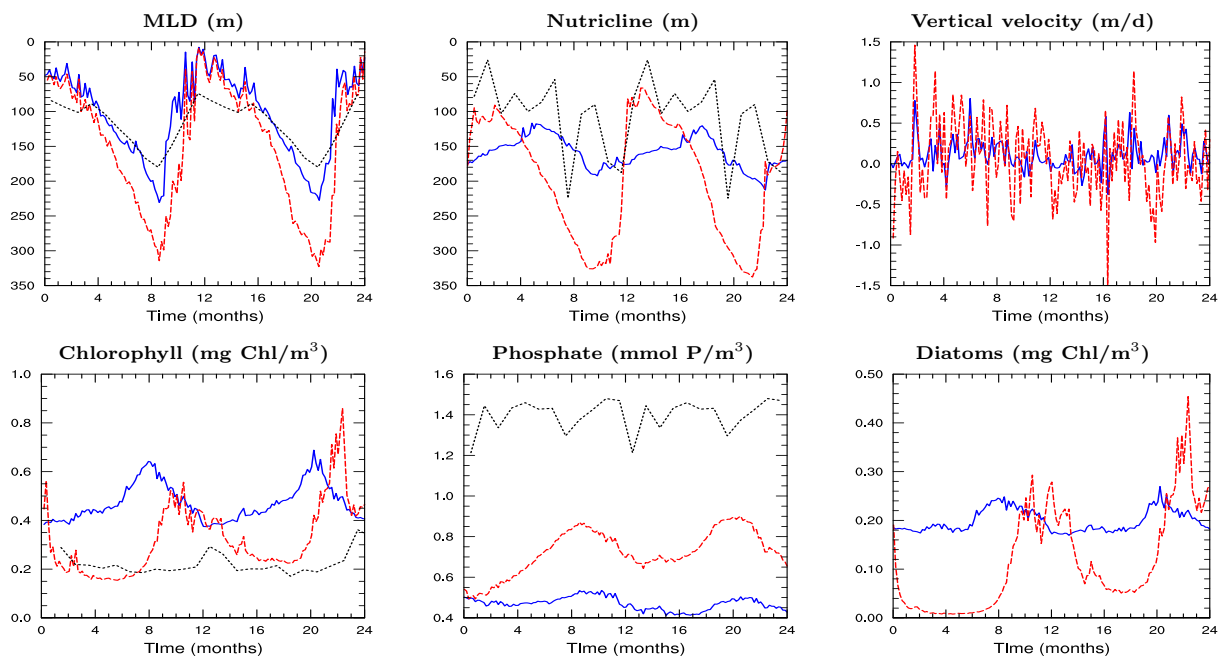 MLD (m)
Nutricline (m)
Vertical velocity (m/d)
0
50
100
150
200
250
300
350
0 4 8 12 16 20 24
Time (months)
0
50
100
150
200
250
300
350
0 4 8 12 16 20 24
Time (months)
1.5
1.0
0.5
0.0
-0.5
-1.0
-1.5
0 4 8 12 16 20 24
Time (months)
Chlorophyll (mg Chl/m³)
Phosphate (mmol P/m³)
Diatoms (mg Chl/m³)
1.0
0.8
0.6
0.4
0.2
0.0
0 4 8 12 16 20 24
TIme (months)
1.6
1.4
1.2
1.0
0.8
0.6
0.4
0 4 8 12 16 20 24
TIme (months)
0.50
0.40
0.30
0.20
0.10
0.00
0 4 8 12 16 20 24
TIme (months)